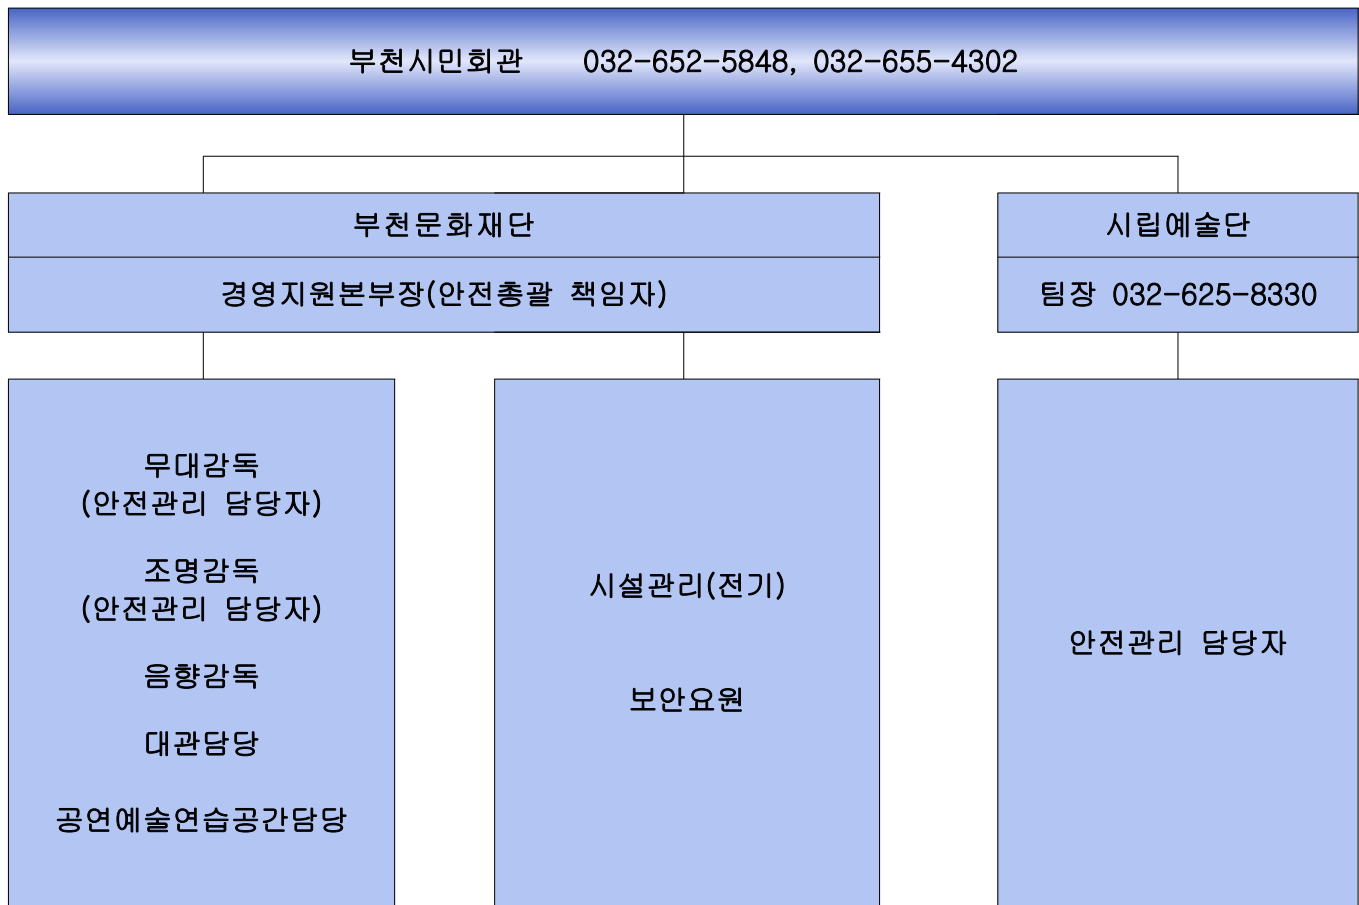 부천시민회관 032-652-5848, 032-655-4302
부천문화재단
경영지원본부장(안전총괄 책임자)
시립예술단
팀장 032-625-8330
무대감독
(안전관리 담당자)
조명감독
(안전관리 담당자)
음향감독
대관담당
공연예술연습공간담당
시설관리(전기)
보안요원
안전관리 담당자